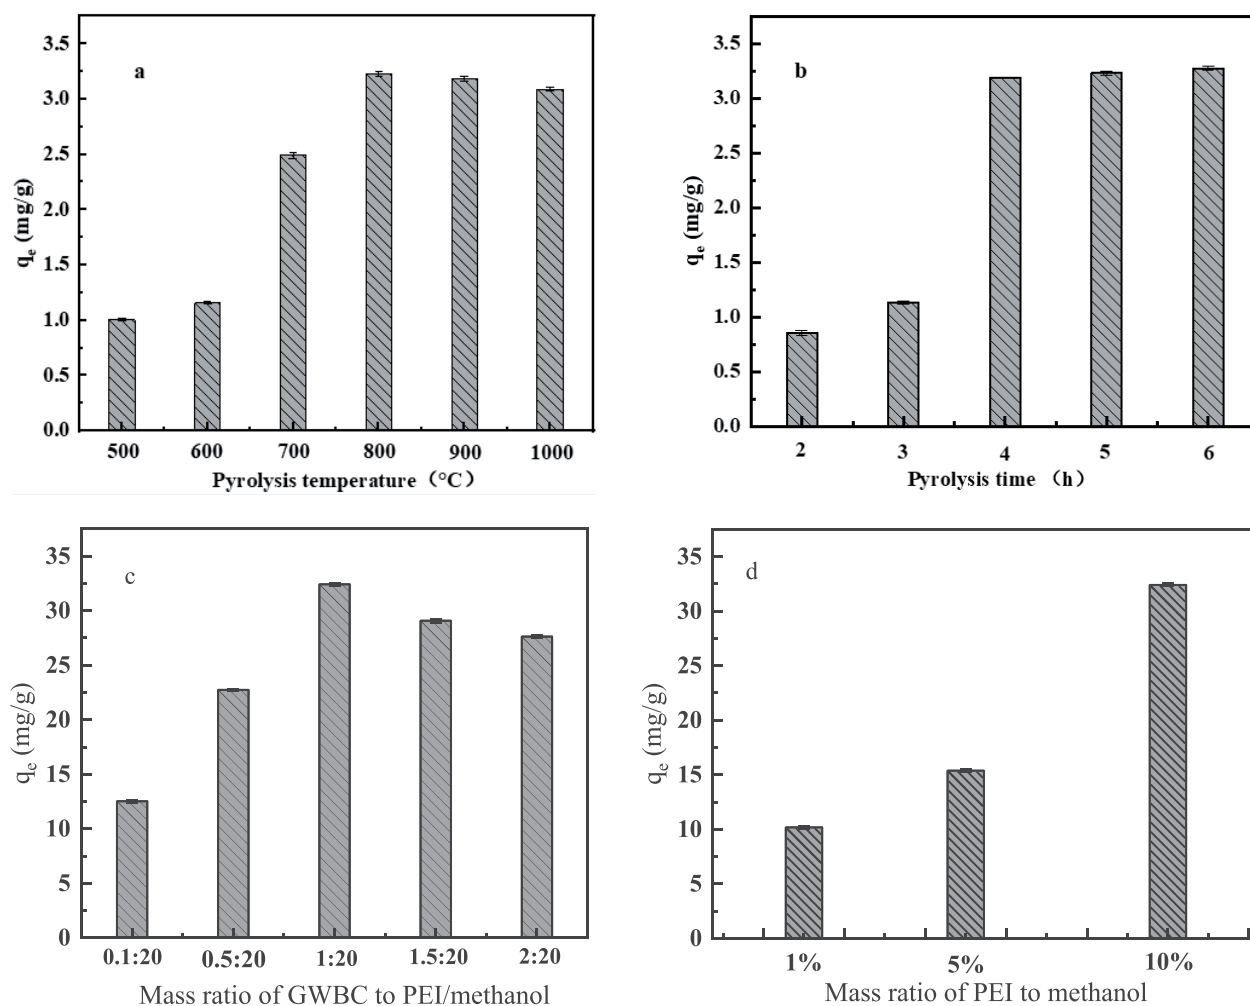 a
3.5
3.0
2.5
2.0
1.5
1.0
0.5
0.0
qe (mg/g)
500 600 700 800 900 1000
Pyrolysis temperature（°C）
b
3.5
3.0
2.5
2.0
1.5
1.0
0.5
0.0
qe (mg/g)
2 3 4 5 6
Pyrolysis time （h）
c
35
30
25
20
15
10
5
0
qe (mg/g)
0.1:20 0.5:20 1:20 1.5:20 2:20
Mass ratio of GWBC to PEI/methanol
d
35
30
25
20
15
10
5
0
qe (mg/g)
1% 5% 10%
Mass ratio of PEI to methanol